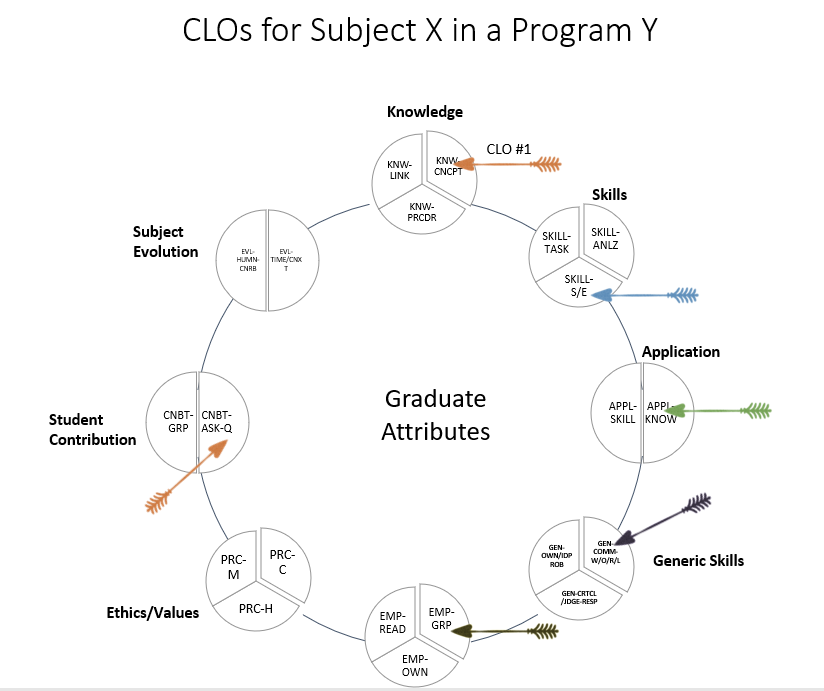 CLOs for Subject X in a Program Y
Knowledge
KNW-
LINK
KNW-
CNCPT
KNW-
PRCDR
CLO #1
Skills
SKILL-
TASK
SKILL-
ANLZ
SKILL-
S/E
Subject
Evolution
EVL-
HUMN-
CNRB
EVL-
TIME/CNX
T
Application
APPL-
SKILL
APPL-
KNOW
Graduate
Attributes
Student
Contribution
CNBT-
GRP
CNBT-
ASK-Q
GEN-
OWN/IDP
ROB
GEN-
COMM-
W/O/R/L
GEN-CRTCL
/JDGE-RESP
Generic Skills
PRC-
M
PRC-
C
PRC-H
Ethics/Values
EMP-
READ
EMP-
GRP
EMP-
OWN